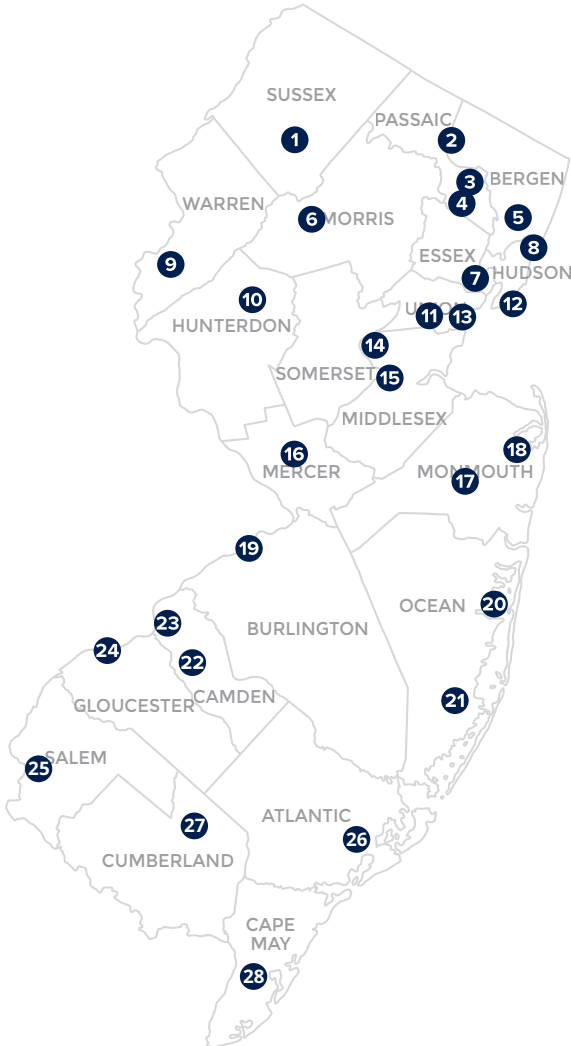 SUSSEX
PASSAIC
1
2
3
BERGEN
WARREN
4
6
MORRIS
5
8
ESSEX
9
7
HUDSON
10
12
UNION
11
13
HUNTERDON
14
SOMERSET
15
MIDDLESEX
18
16
MERCER
MONMOUTH
17
19
20
OCEAN
23
BURLINGTON
24
22
CAMDEN
21
GLOUCESTER
SALEM
25
ATLANTIC
27
26
CUMBERLAND
CAPE
MAY
28